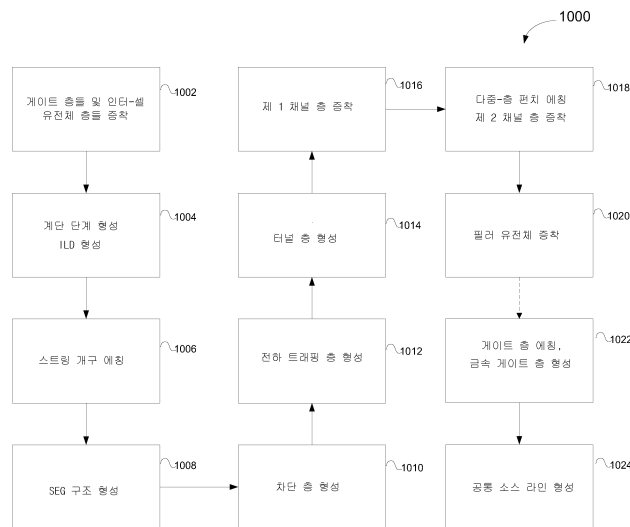 1000
게이트 층들 및 인터-셀
유전체 층들 증착
1002
계단 단계 형성
ILD 형성
1004
스트링 개구 에칭
1006
SEG 구조 형성
1008
차단 층 형성
1010
전하 트래핑 층 형성
1012
터널 층 형성
1014
제 1 채널 층 증착
1016
다중-층 펀치 에칭
제 2 채널 층 증착
1018
필러 유전체 증착
1020
게이트 층 에칭,
금속 게이트 층 형성
1022
공통 소스 라인 형성
1024